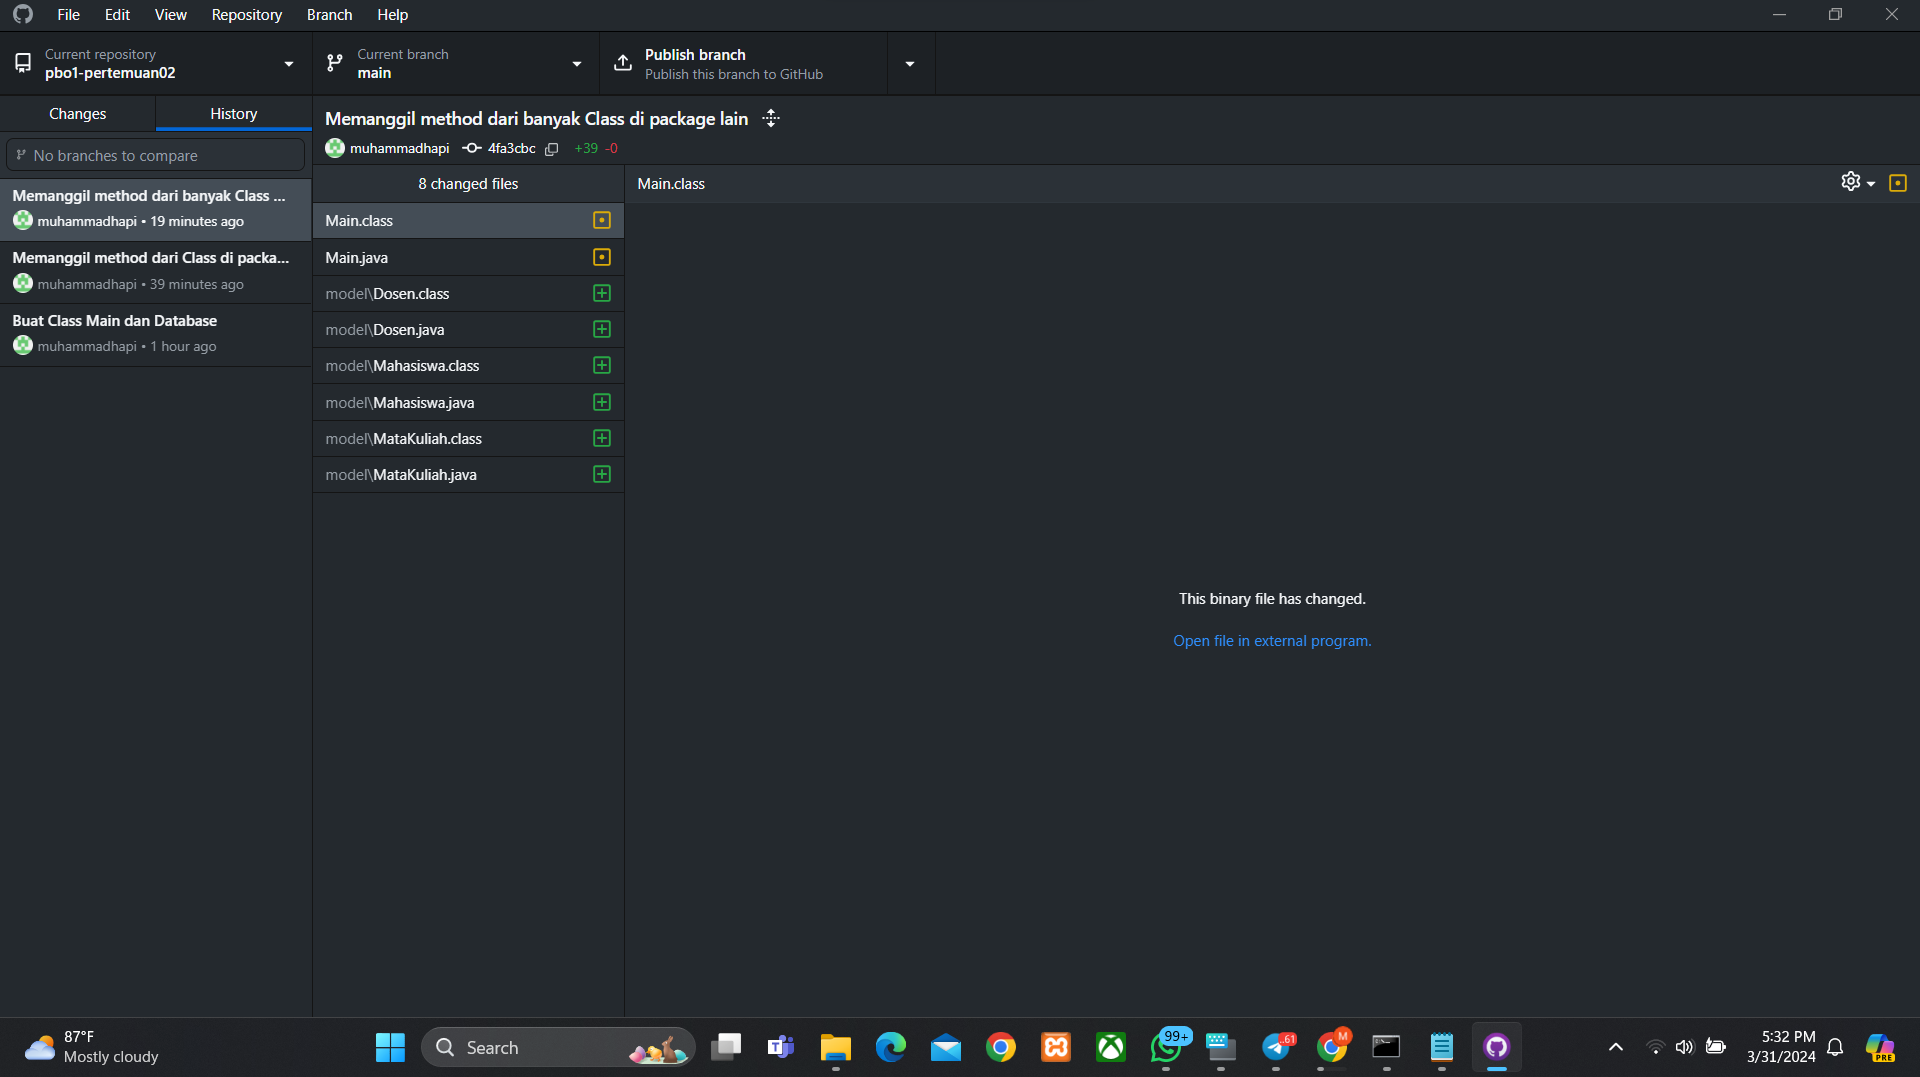 File Edit View Repository Branch Help
Current repository
pbo1-pertemuan02
Current branch
main
Publish branch
Publish this branch to GitHub
Changes
History
No branches to compare
Memanggil method dari banyak Class ...
muhammadhapi • 19 minutes ago
Memanggil method dari Class di packa...
muhammadhapi • 39 minutes ago
Buat Class Main dan Database
muhammadhapi • 1 hour ago
Memanggil method dari banyak Class di package lain
muhammadhapi 4fa3cbc +39 -0
8 changed files
Main.class
Main.java
model\Dosen.class
model\Dosen.java
model\Mahasiswa.class
model\Mahasiswa.java
model\MataKuliah.class
model\MataKuliah.java
Main.class
This binary file has changed.
Open file in external program.
87°F
Mostly cloudy
Search
99+
..61
M
5:32 PM
3/31/2024
PRE